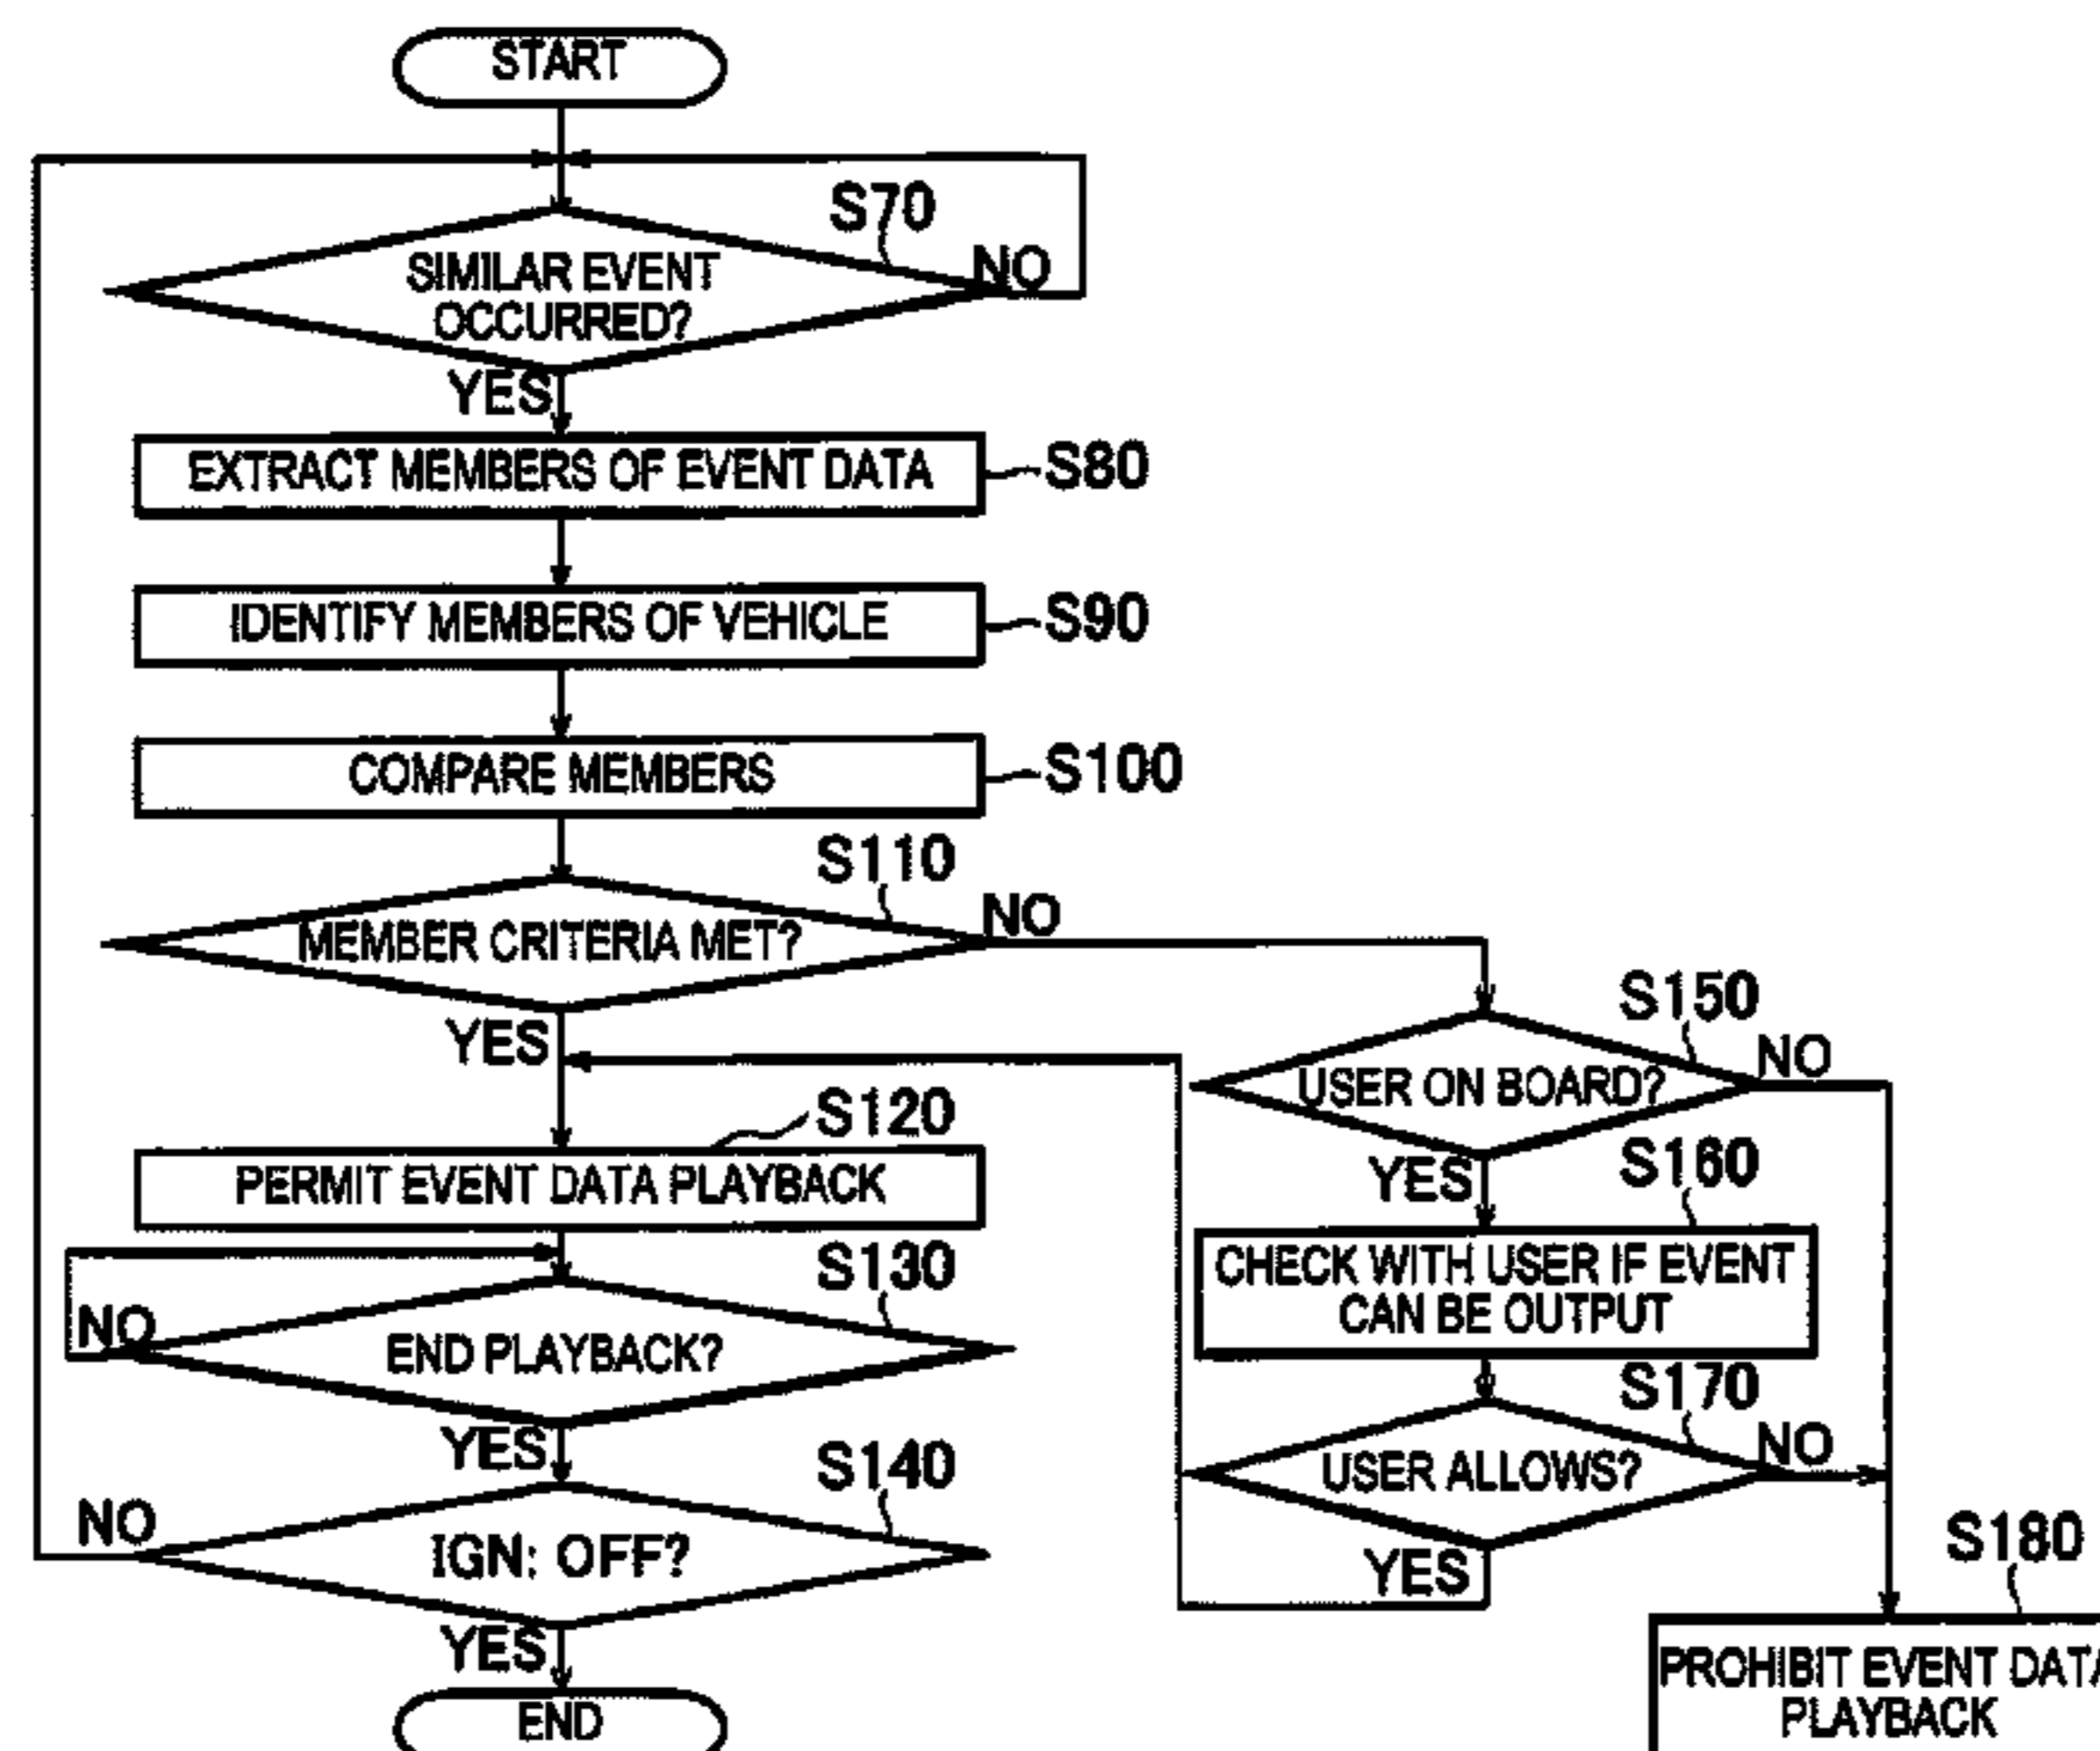 START
S70
SIMILAR EVENT
OCCURRED?
NO
YES
EXTRACT MEMBERS OF EVENT DATA
S80
IDENTIFY MEMBERS OF VEHICLE
S90
COMPARE MEMBERS
S100
S110
MEMBER CRITERIA MET?
NO
YES
S120
PERMIT EVENT DATA PLAYBACK
S130
NO
END PLAYBACK?
YES
S140
NO
IGN: OFF?
YES
END
S150
USER ON BOARD?
NO
YES
S160
CHECK WITH USER IF EVENT
CAN BE OUTPUT
S170
USER ALLOWS?
NO
YES
S180
PROHIBIT EVENT DATA
PLAYBACK